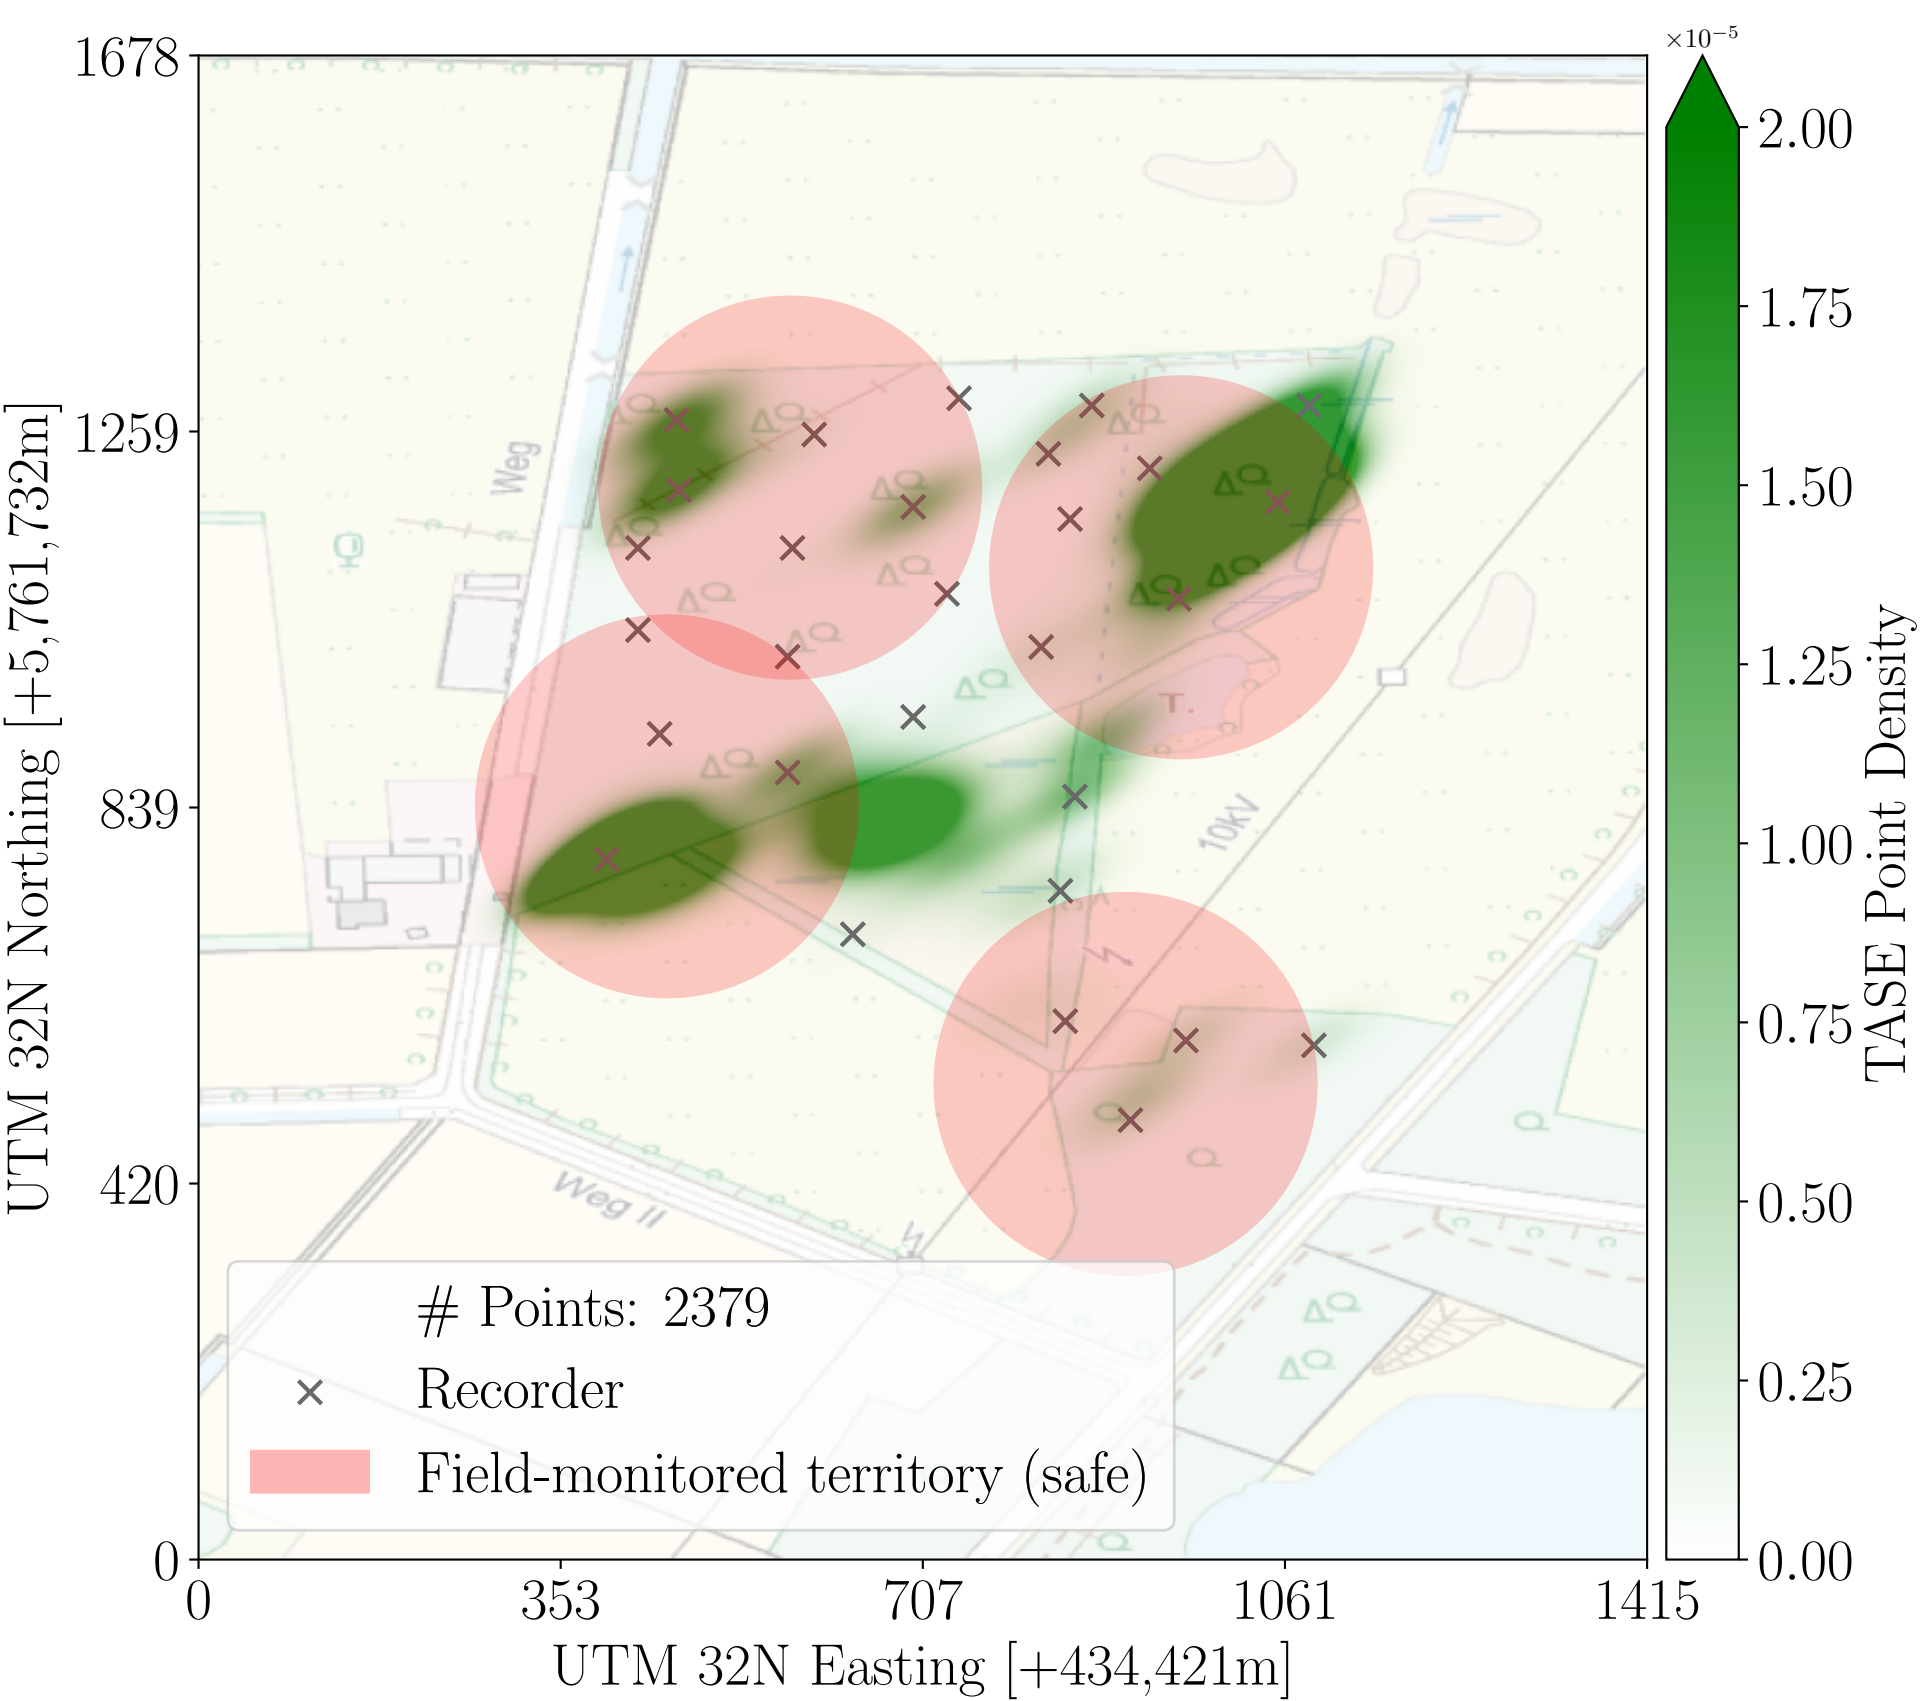 ×10⁻⁵
1678
1259
839
420
0
UTM 32N Northing [+5,761,732m]
0
353
707
1061
1415
UTM 32N Easting [+434,421m]
2.00
1.75
1.50
1.25
1.00
0.75
0.50
0.25
0.00
TASE Point Density
Weg
T.
10kV
Weg II
# Points: 2379
Recorder
Field-monitored territory (safe)